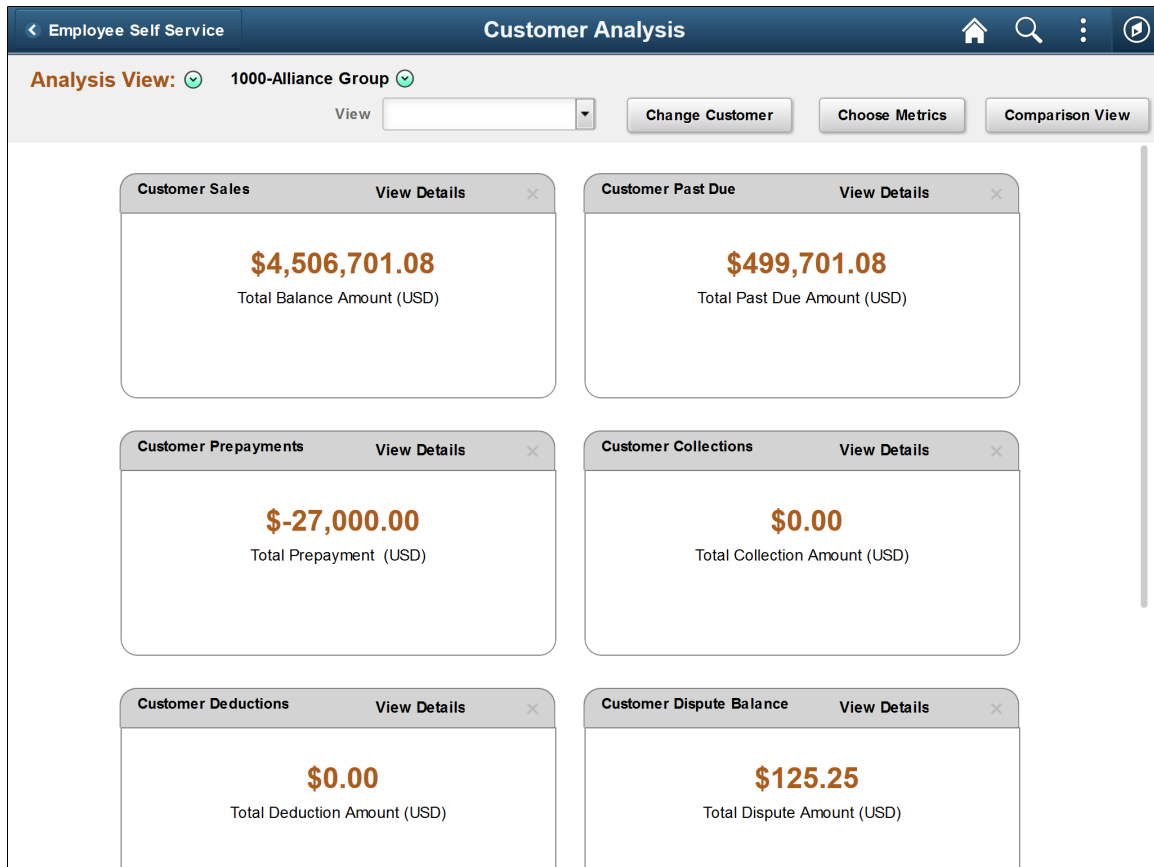 Employee Self Service
Customer Analysis
Analysis View:
1000-Alliance Group
View
Change Customer
Choose Metrics
Comparison View
Customer Sales
View Details
$4,506,701.08
Total Balance Amount (USD)
Customer Past Due
View Details
$499,701.08
Total Past Due Amount (USD)
Customer Prepayments
View Details
$-27,000.00
Total Prepayment  (USD)
Customer Collections
View Details
$0.00
Total Collection Amount (USD)
Customer Deductions
View Details
$0.00
Total Deduction Amount (USD)
Customer Dispute Balance
View Details
$125.25
Total Dispute Amount (USD)